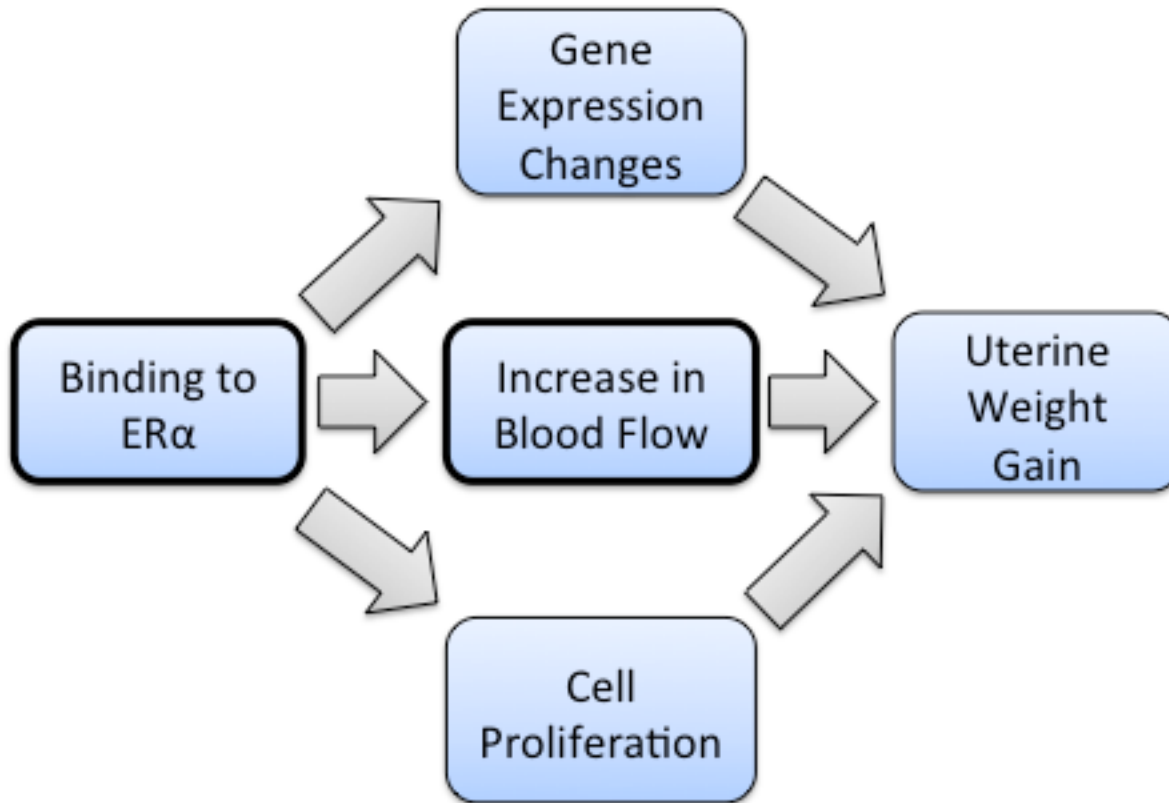 Gene
Expression
Changes
Binding to
ERα
Increase in
Blood Flow
Uterine
Weight
Gain
Cell
Proliferation